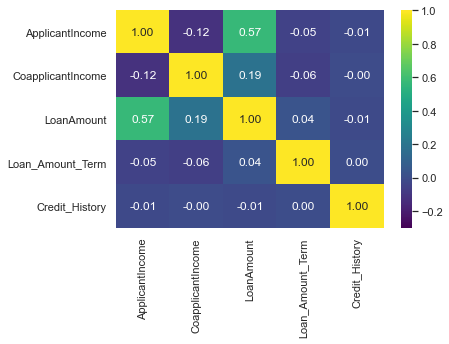 ApplicantIncome 1.00 -0.12 0.57 -0.05 -0.01
CoapplicantIncome -0.12 1.00 0.19 -0.06 -0.00
LoanAmount 0.57 0.19 1.00 0.04 -0.01
Loan_Amount_Term -0.05 -0.06 0.04 1.00 0.00
Credit_History -0.01 -0.00 -0.01 0.00 1.00
ApplicantIncome
CoapplicantIncome
LoanAmount
Loan_Amount_Term
Credit_History
1.0
0.8
0.6
0.4
0.2
0.0
−0.2